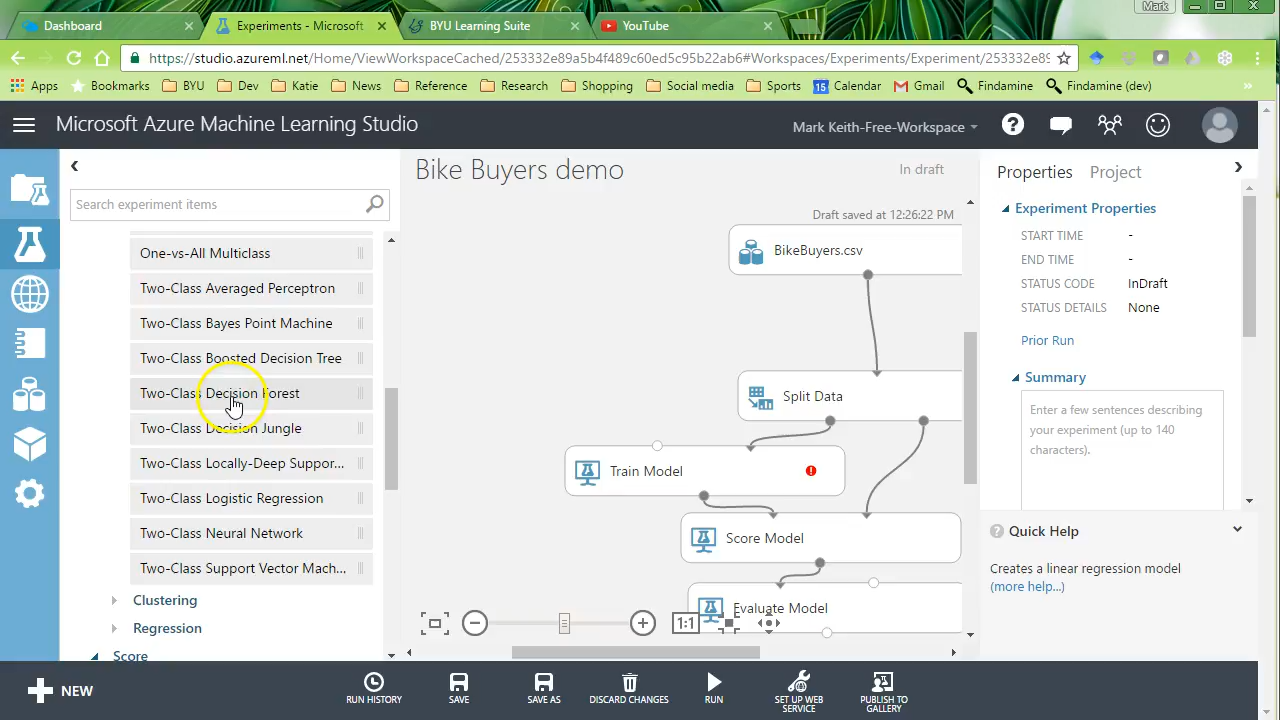 Mark
Dashboard
Experiments - Microsoft
BYU Learning Suite
YouTube
https://studio.azureml.net/Home/ViewWorkspaceCached/253332e89a5b4f489c60ed5c95b22ab6#Workspaces/Experiments/Experiment/253332e89
Apps
Bookmarks
BYU
Dev
Katie
News
Reference
Research
Shopping
Social media
Sports
15
Calendar
Gmail
Findamine
Findamine (dev)
»
Microsoft Azure Machine Learning Studio
Mark Keith-Free-Workspace
Search experiment items
One-vs-All Multiclass
Two-Class Averaged Perceptron
Two-Class Bayes Point Machine
Two-Class Boosted Decision Tree
Two-Class Decision Forest
Two-Class Decision Jungle
Two-Class Locally-Deep Suppor...
Two-Class Logistic Regression
Two-Class Neural Network
Two-Class Support Vector Mach...
Clustering
Regression
Score
Bike Buyers demo
In draft
Draft saved at 12:26:22 PM
BikeBuyers.csv
Split Data
Train Model
Score Model
Evaluate Model
1:1
Properties
Project
Experiment Properties
START TIME -
END TIME -
STATUS CODE InDraft
STATUS DETAILS None
Prior Run
Summary
Enter a few sentences describing
your experiment (up to 140
characters).
Quick Help
Creates a linear regression model
(more help...)
NEW
RUN HISTORY
SAVE
SAVE AS
DISCARD CHANGES
RUN
SET UP WEB
SERVICE
PUBLISH TO
GALLERY